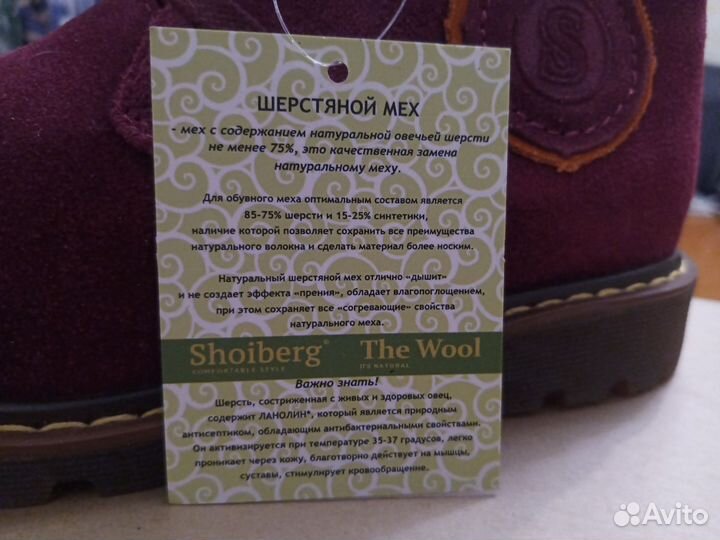 S
ШЕРСТЯНОЙ МЕХ
- мех с содержанием натуральной овечьей шерсти
не менее 75%, это качественная замена
натуральному меху.
Для обувного меха оптимальным составом является
85-75% шерсти и 15-25% синтетики,
наличие которой позволяет сохранить все преимущества
натурального волокна и сделать материал более носким.
Натуральный шерстяной мех отлично «дышит»
и не создает эффекта «прения», обладает влагопоглощением,
при этом сохраняет все «согревающие» свойства
натурального меха.
Shoiberg® The Wool
COMFORTABLE STYLE IT'S NATURAL
Важно знать!
Шерсть, состриженная с живых и здоровых овец,
содержит ЛАНОЛИН*, который является природным
антисептиком, обладающим антибактериальными свойствами.
Он активизируется при температуре 35-37 градусов, легко
проникает через кожу, благотворно действует на мышцы,
суставы, стимулирует кровообращение.
Avito